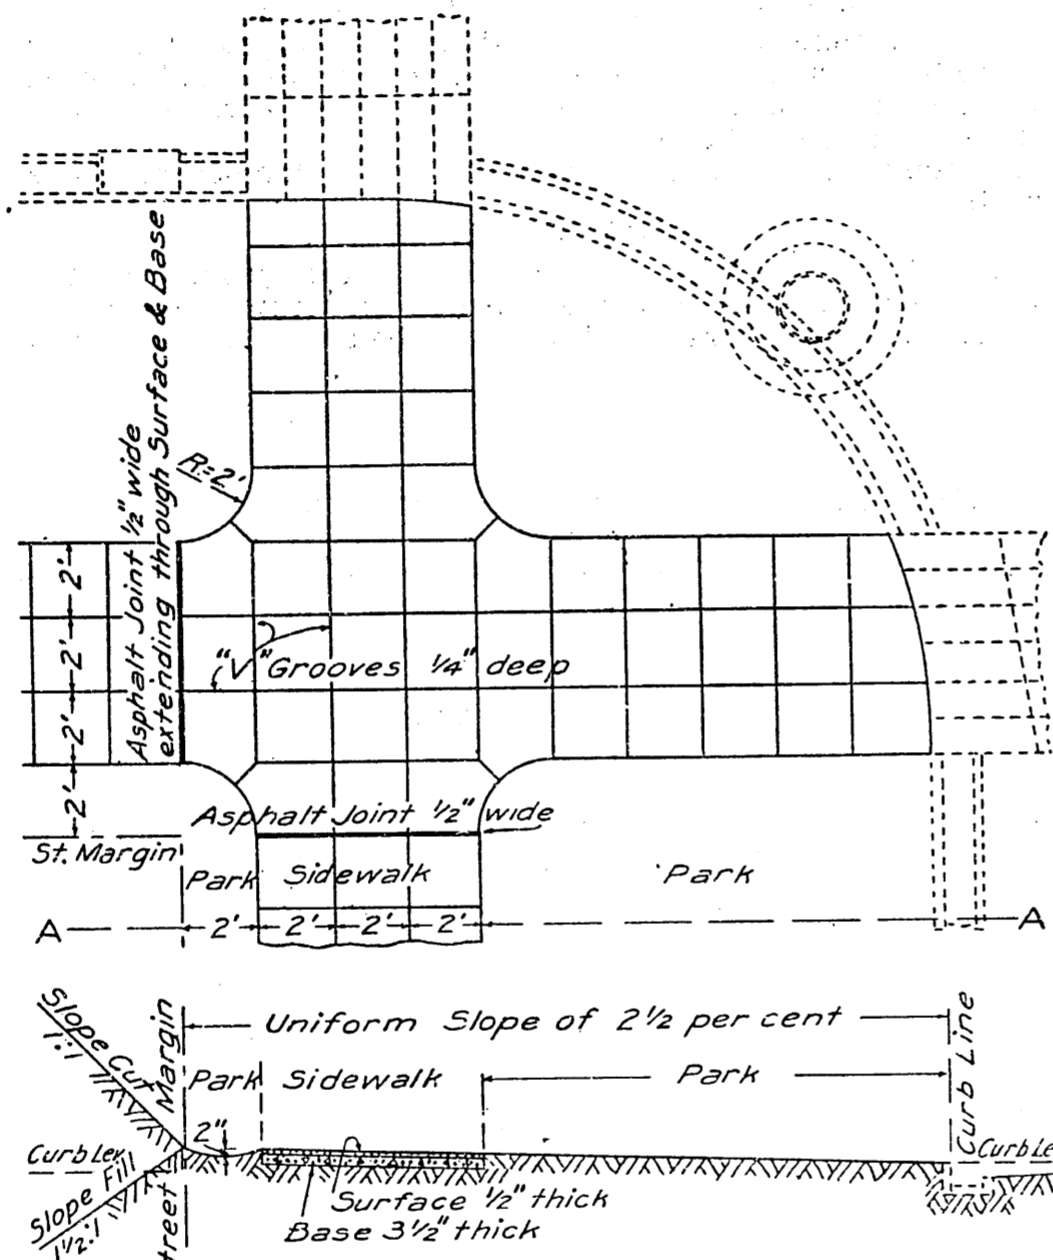 Asphalt Joint ½" wide
extending through Surface & Base
R=2'
2'
2'
2'
2'
"V" Grooves ¼" deep
Asphalt Joint ½" wide
St. Margin
Park Sidewalk Park
A 2' 2' 2' 2' A
Slope Cut
1:1
Margin
Uniform Slope of 2½ per cent
Curb Line
Park Sidewalk Park
2"
Curb Lev.
Curb Le
Slope Fill
1½:1
treet
Surface ½" thick
Base 3½" thick